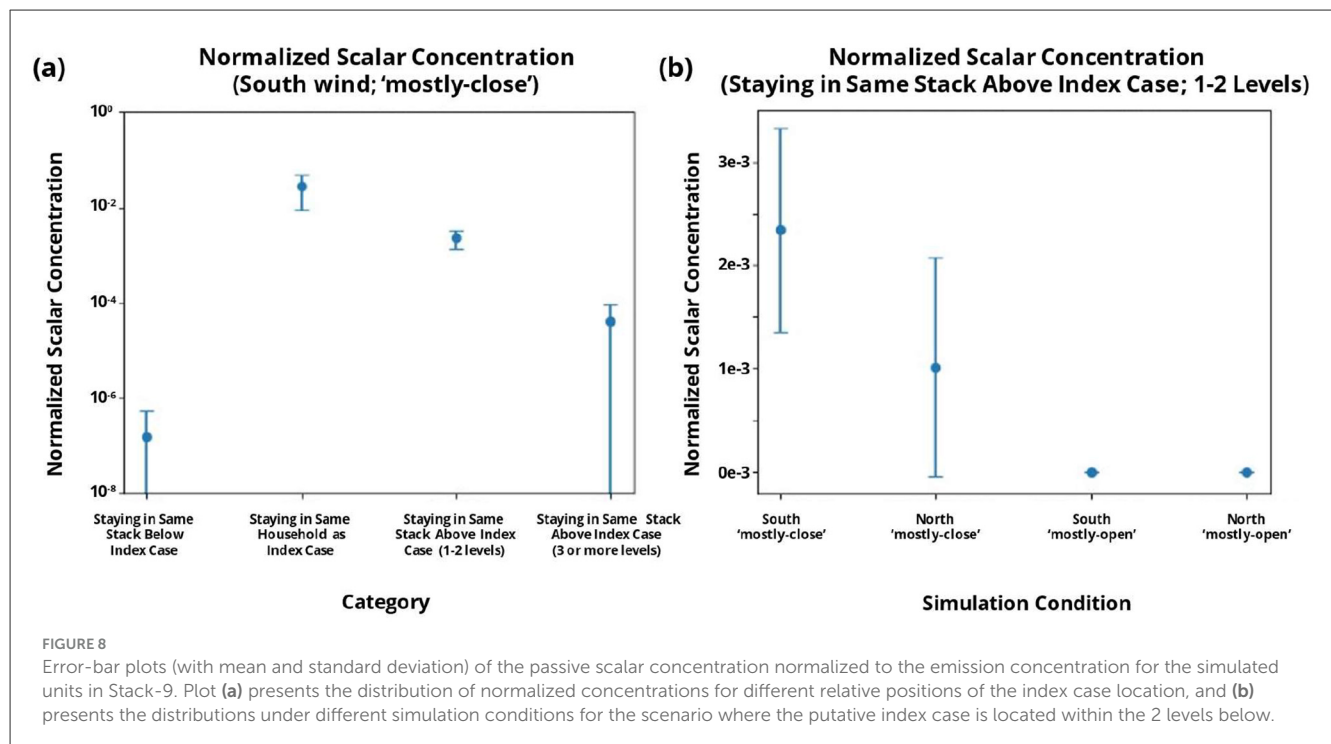 (a)
Normalized Scalar Concentration
(South wind; ‘mostly-close’)
Normalized Scalar Concentration
10⁰
10⁻²
10⁻⁴
10⁻⁶
10⁻⁸
Staying in Same
Stack Below
Index Case
Staying in Same
Household as
Index Case
Staying in Same
Stack Above Index
Case (1-2 levels)
Staying in Same Stack
Above Index Case
(3 or more levels)
Category
(b)
Normalized Scalar Concentration
(Staying in Same Stack Above Index Case; 1-2 Levels)
Normalized Scalar Concentration
3e-3
2e-3
1e-3
0e-3
South
‘mostly-close’
North
‘mostly-close’
South
‘mostly-open’
North
‘mostly-open’
Simulation Condition
FIGURE 8
Error-bar plots (with mean and standard deviation) of the passive scalar concentration normalized to the emission concentration for the simulated
units in Stack-9. Plot (a) presents the distribution of normalized concentrations for different relative positions of the index case location, and (b)
presents the distributions under different simulation conditions for the scenario where the putative index case is located within the 2 levels below.